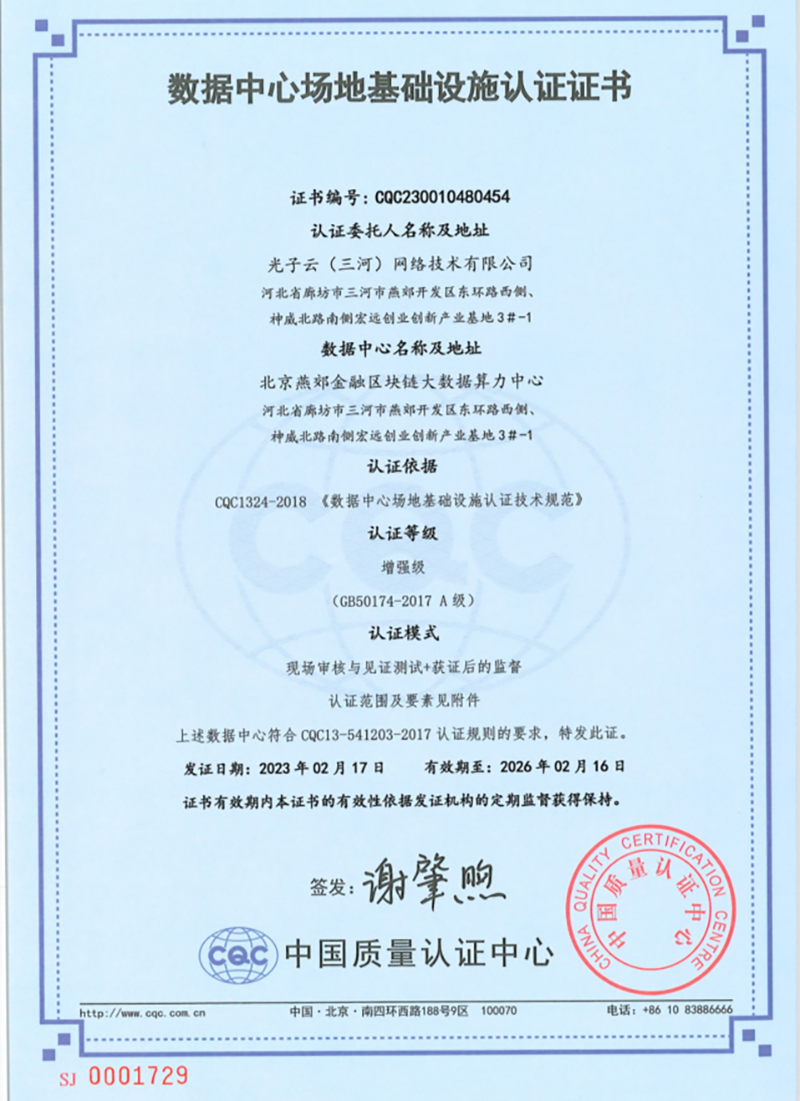 数据中心场地基础设施认证证书
证书编号：CQC230010480454
认证委托人名称及地址
光子云（三河）网络技术有限公司
河北省廊坊市三河市燕郊开发区东环路西侧、
神威北路南侧宏远创业创新产业基地3#-1
数据中心名称及地址
北京燕郊金融区块链大数据算力中心
河北省廊坊市三河市燕郊开发区东环路西侧、
神威北路南侧宏远创业创新产业基地3#-1
认证依据
CQC1324-2018 《数据中心场地基础设施认证技术规范》
认证等级
增强级
（GB50174-2017 A级）
认证模式
现场审核与见证测试+获证后的监督
认证范围及要素见附件
上述数据中心符合CQC13-541203-2017认证规则的要求，特发此证。
发证日期：2023年02月17日 有效期至：2026年02月16日
证书有效期内本证书的有效性依据发证机构的定期监督获得保持。
签发：谢肇煦
CQC 中国质量认证中心
CHINA QUALITY CERTIFICATION CENTRE
中国质量认证中心
http://www.cqc.com.cn 中国·北京·南四环西路188号9区 100070 电话：+86 10 83886666
SJ 0001729
CQC